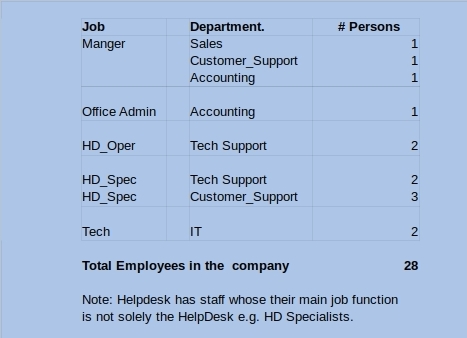 Job Department. # Persons
Manger Sales 1
Customer_Support 1
Accounting 1
Office Admin Accounting 1
HD_Oper Tech Support 2
HD_Spec Tech Support 2
HD_Spec Customer_Support 3
Tech IT 2
Total Employees in the company 28
Note: Helpdesk has staff whose their main job function
is not solely the HelpDesk e.g. HD Specialists.